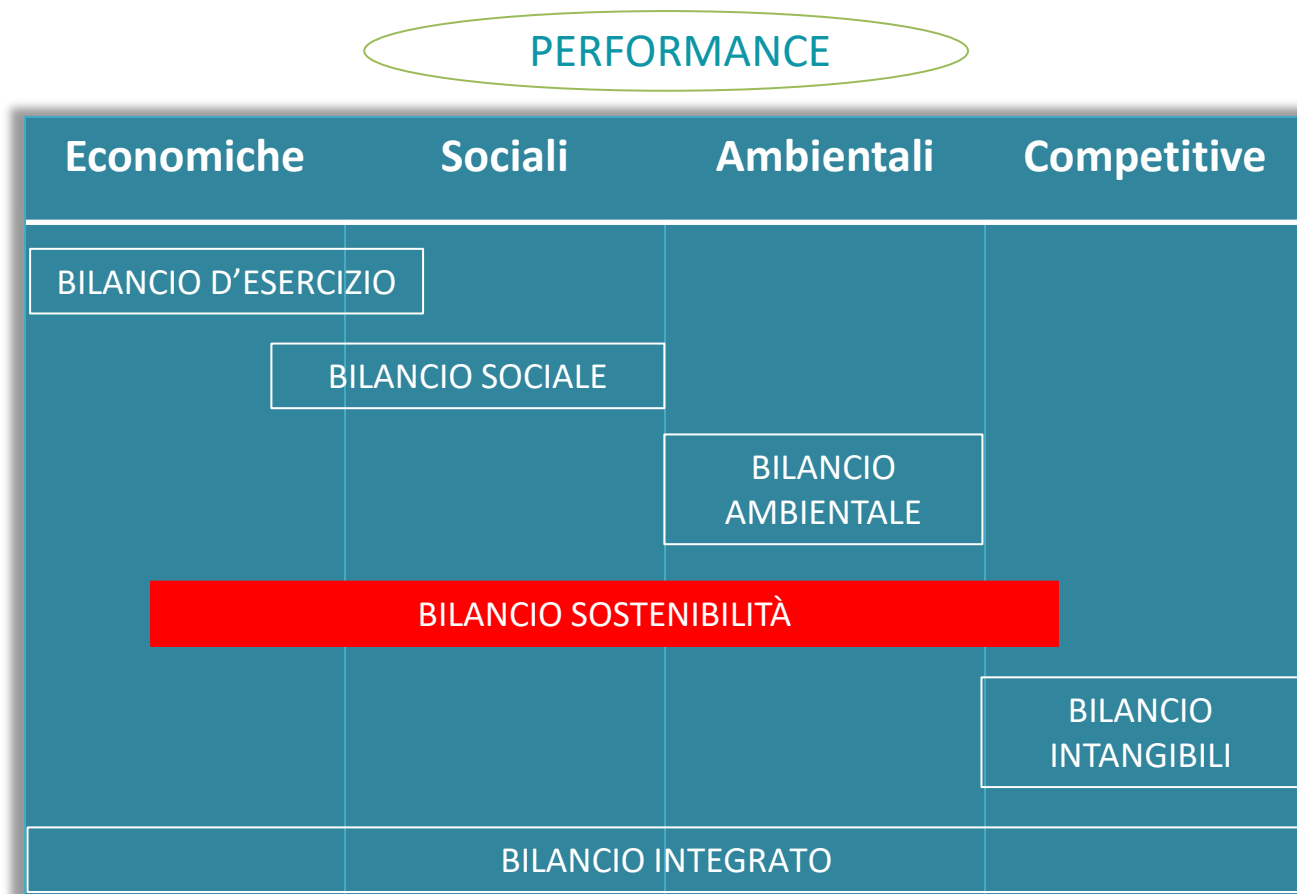 PERFORMANCE
Economiche Sociali Ambientali Competitive
BILANCIO D’ESERCIZIO
BILANCIO SOCIALE
BILANCIO
AMBIENTALE
BILANCIO SOSTENIBILITÀ
BILANCIO
INTANGIBILI
BILANCIO INTEGRATO